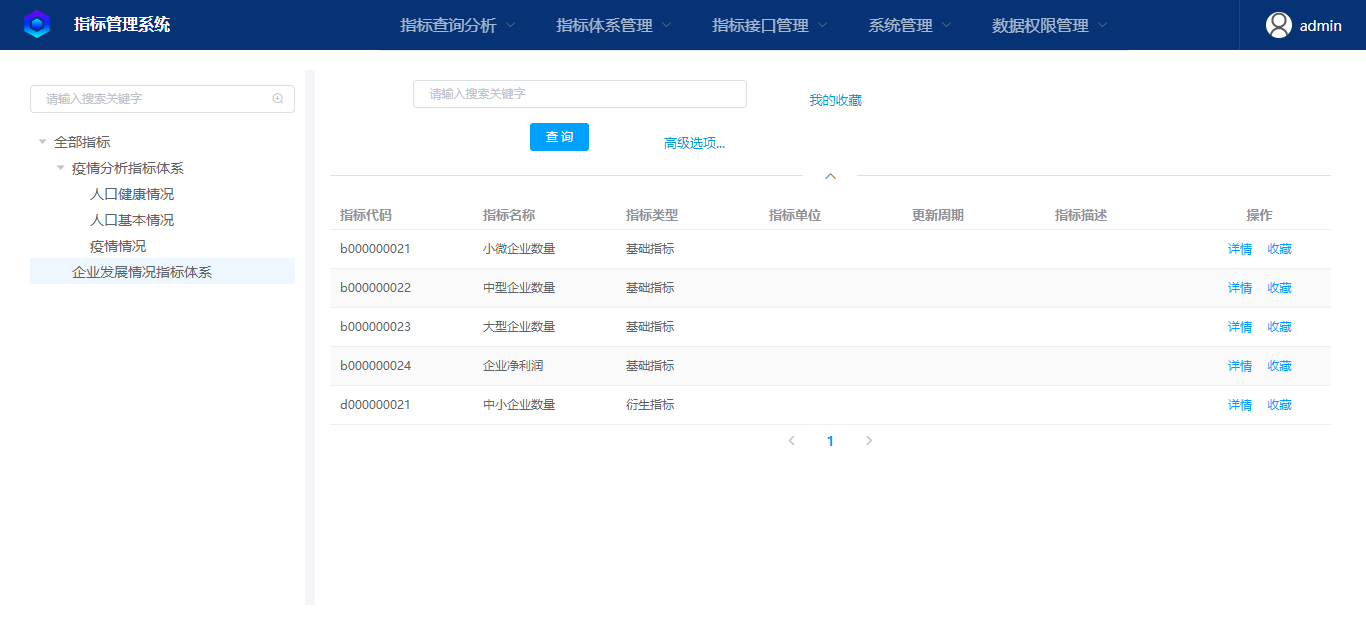 指标管理系统 指标查询分析 指标体系管理 指标接口管理 系统管理 数据权限管理 admin
请输入搜索关键字
全部指标
疫情分析指标体系
人口健康情况
人口基本情况
疫情情况
企业发展情况指标体系
请输入搜索关键字 我的收藏
查询 高级选项...
指标代码 指标名称 指标类型 指标单位 更新周期 指标描述 操作
b000000021 小微企业数量 基础指标 详情 收藏
b000000022 中型企业数量 基础指标 详情 收藏
b000000023 大型企业数量 基础指标 详情 收藏
b000000024 企业净利润 基础指标 详情 收藏
d000000021 中小企业数量 衍生指标 详情 收藏
1